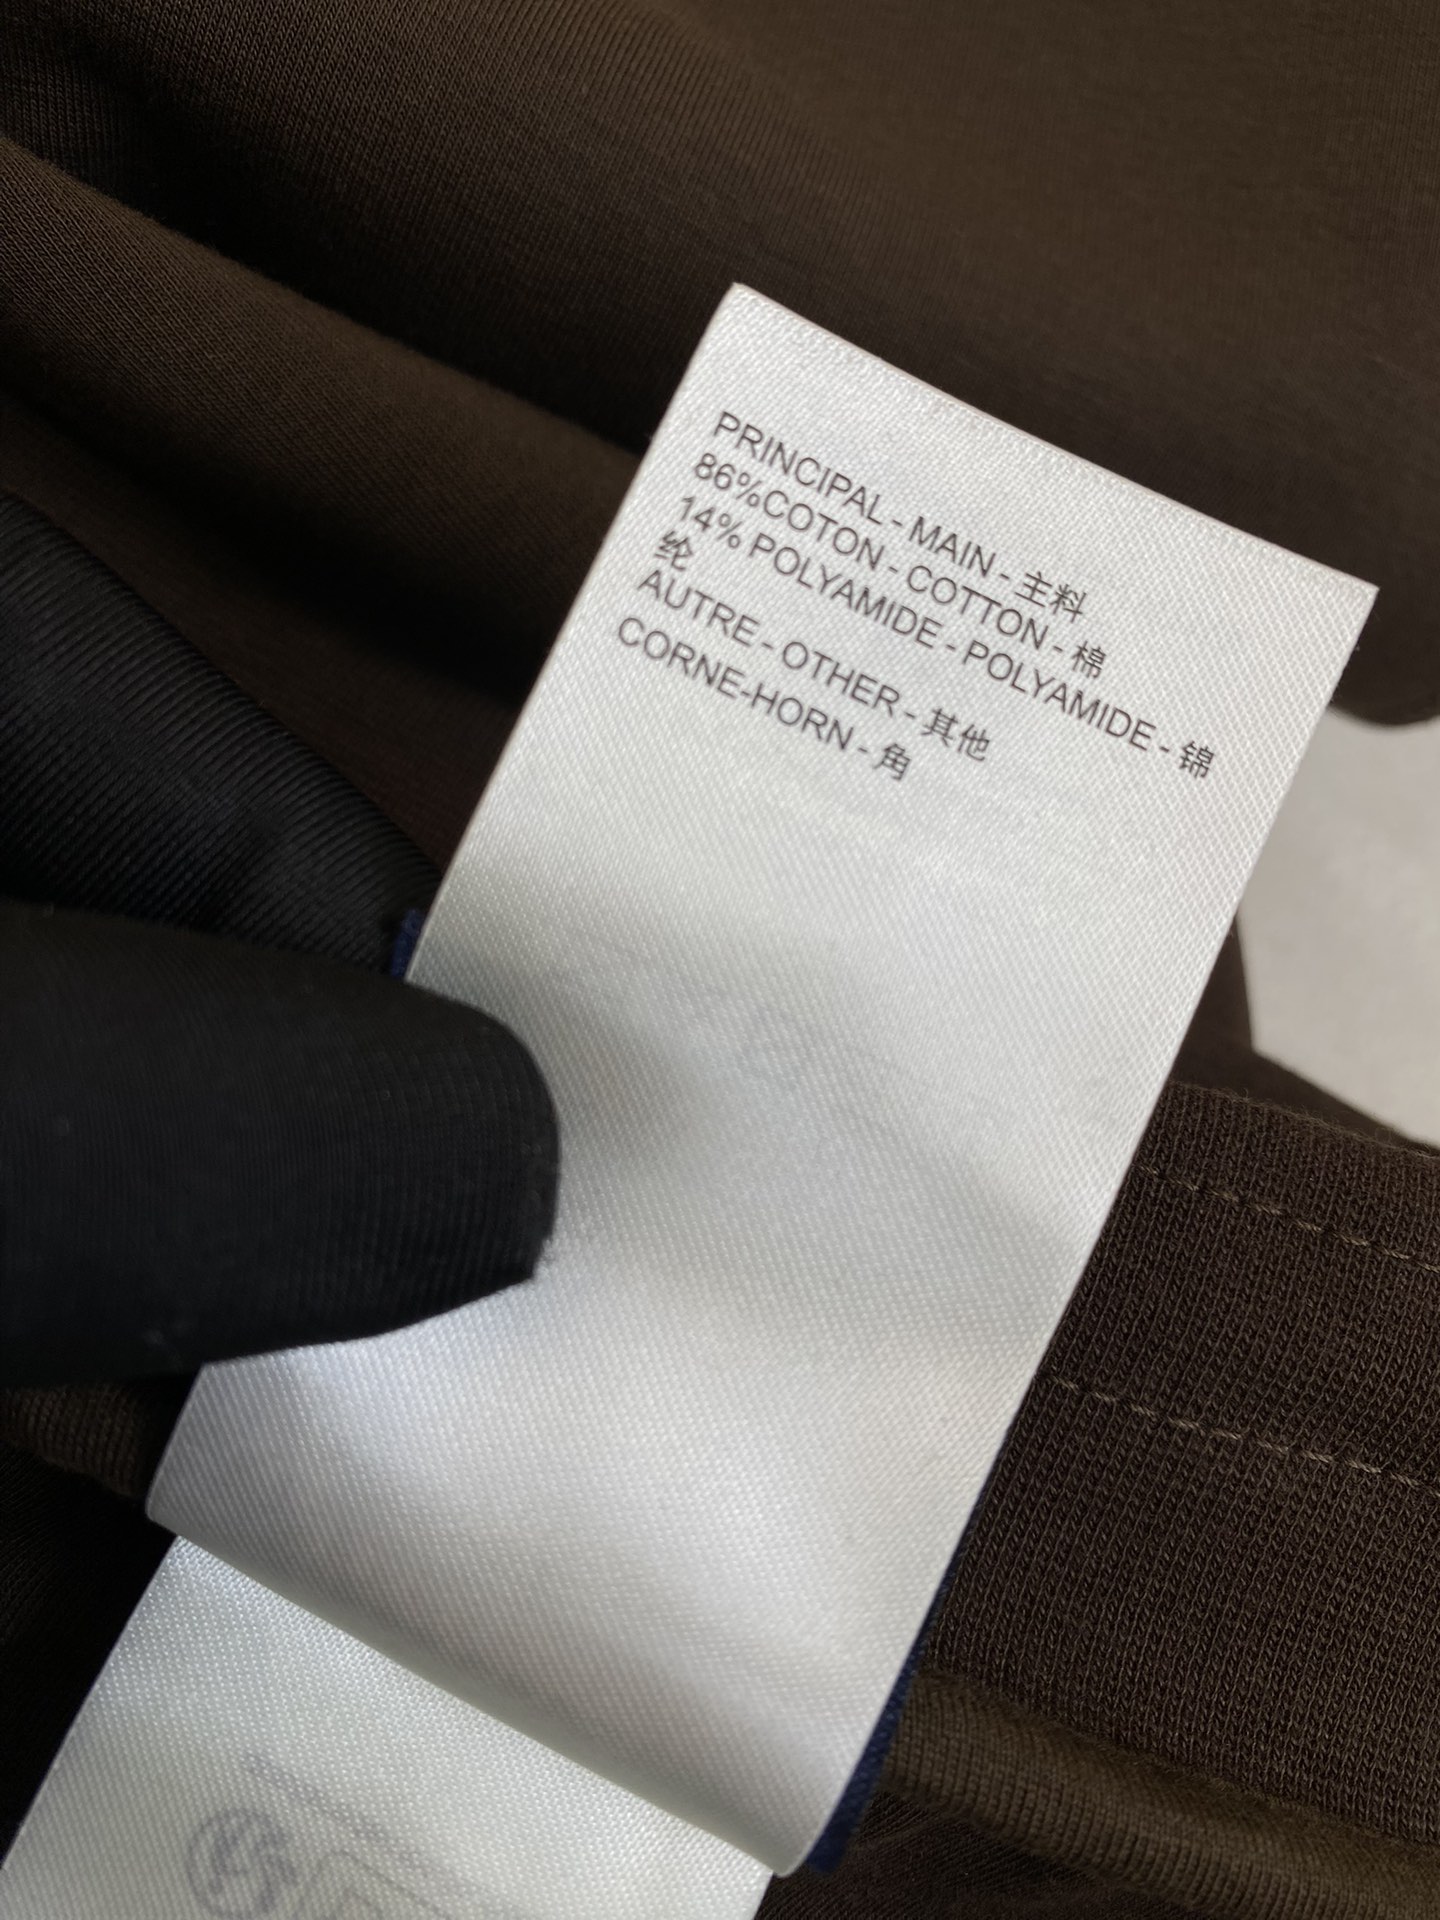 PRINCIPAL - MAIN - 主料
86%COTON - COTTON - 棉
14% POLYAMIDE - POLYAMIDE - 锦
纶
AUTRE - OTHER - 其他
CORNE-HORN - 角